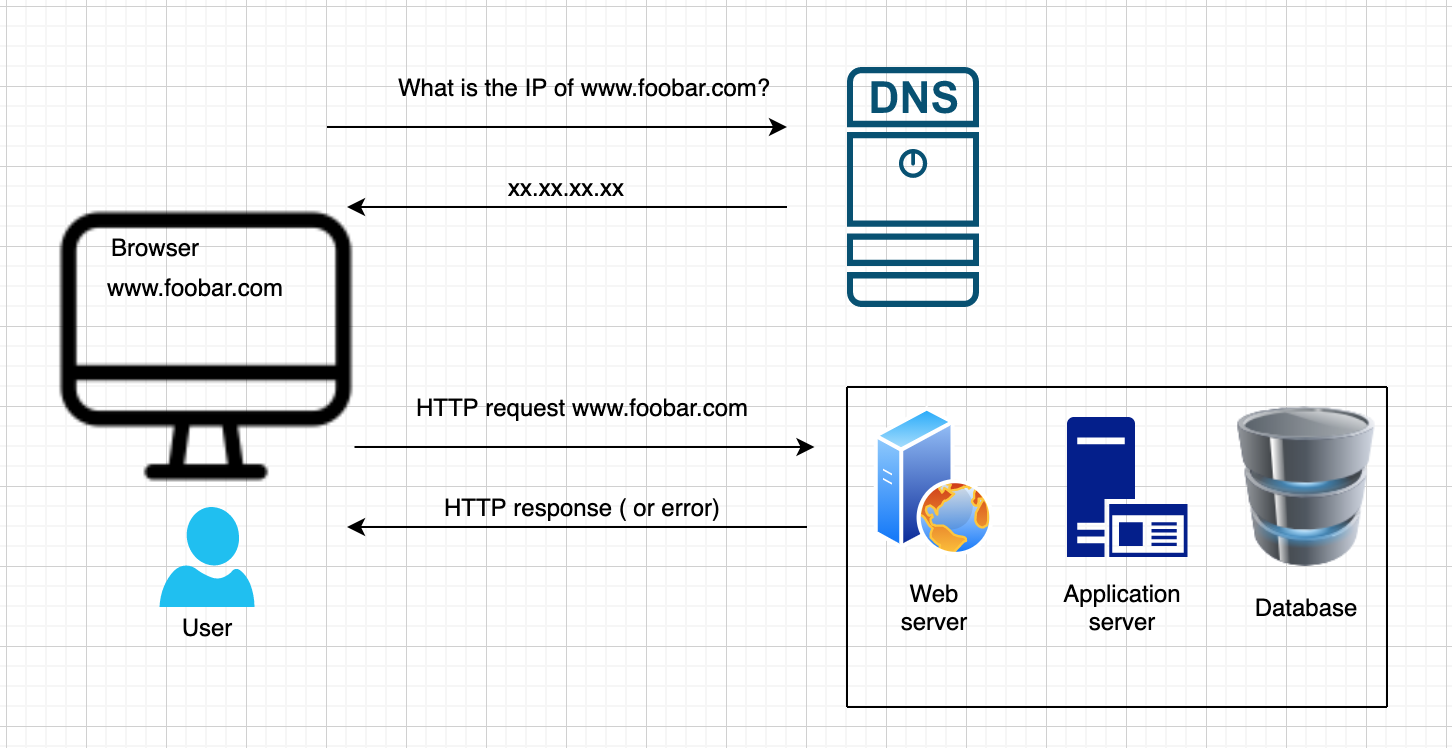 What is the IP of www.foobar.com?
DNS
xx.xx.xx.xx
Browser
www.foobar.com
HTTP request www.foobar.com
HTTP response ( or error)
Web
server
Application
server
Database
User